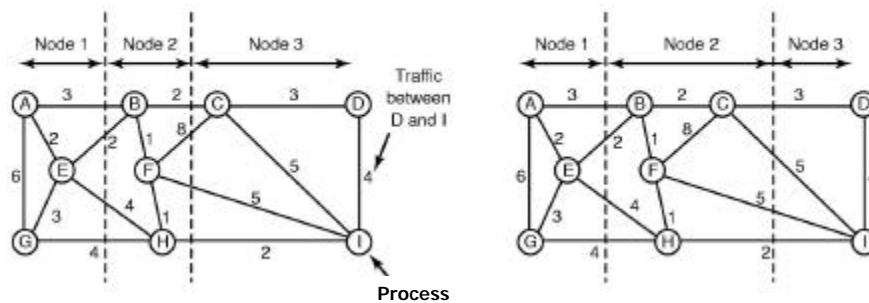 Node 1 Node 2 Node 3
A 3 B 2 C 3 D
Traffic
between
D and I
2 2 1 8
E F
6 5 4
5
3 4 1
G 4 H 2 I
Process
Node 1 Node 2 Node 3
A 3 B 2 C 3 D
2 2 1 8
E F
6 5
5
3 4 1
G 4 H 2 I